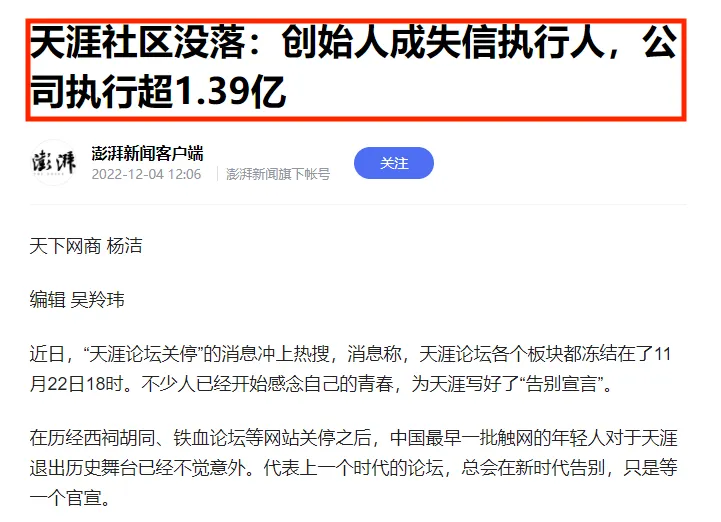 天涯社区没落：创始人成失信执行人，公
司执行超1.39亿
澎湃
澎湃新闻客户端
2022-12-04 12:06
澎湃新闻旗下帐号
关注
天下网商 杨洁
编辑 吴羚玮
近日，“天涯论坛关停”的消息冲上热搜，消息称，天涯论坛各个板块都冻结在了11
月22日18时。不少人已经开始感念自己的青春，为天涯写好了“告别宣言”。
在历经西祠胡同、铁血论坛等网站关停之后，中国最早一批触网的年轻人对于天涯
退出历史舞台已经不觉意外。代表上一个时代的论坛，总会在新时代告别，只是等
一个官宣。